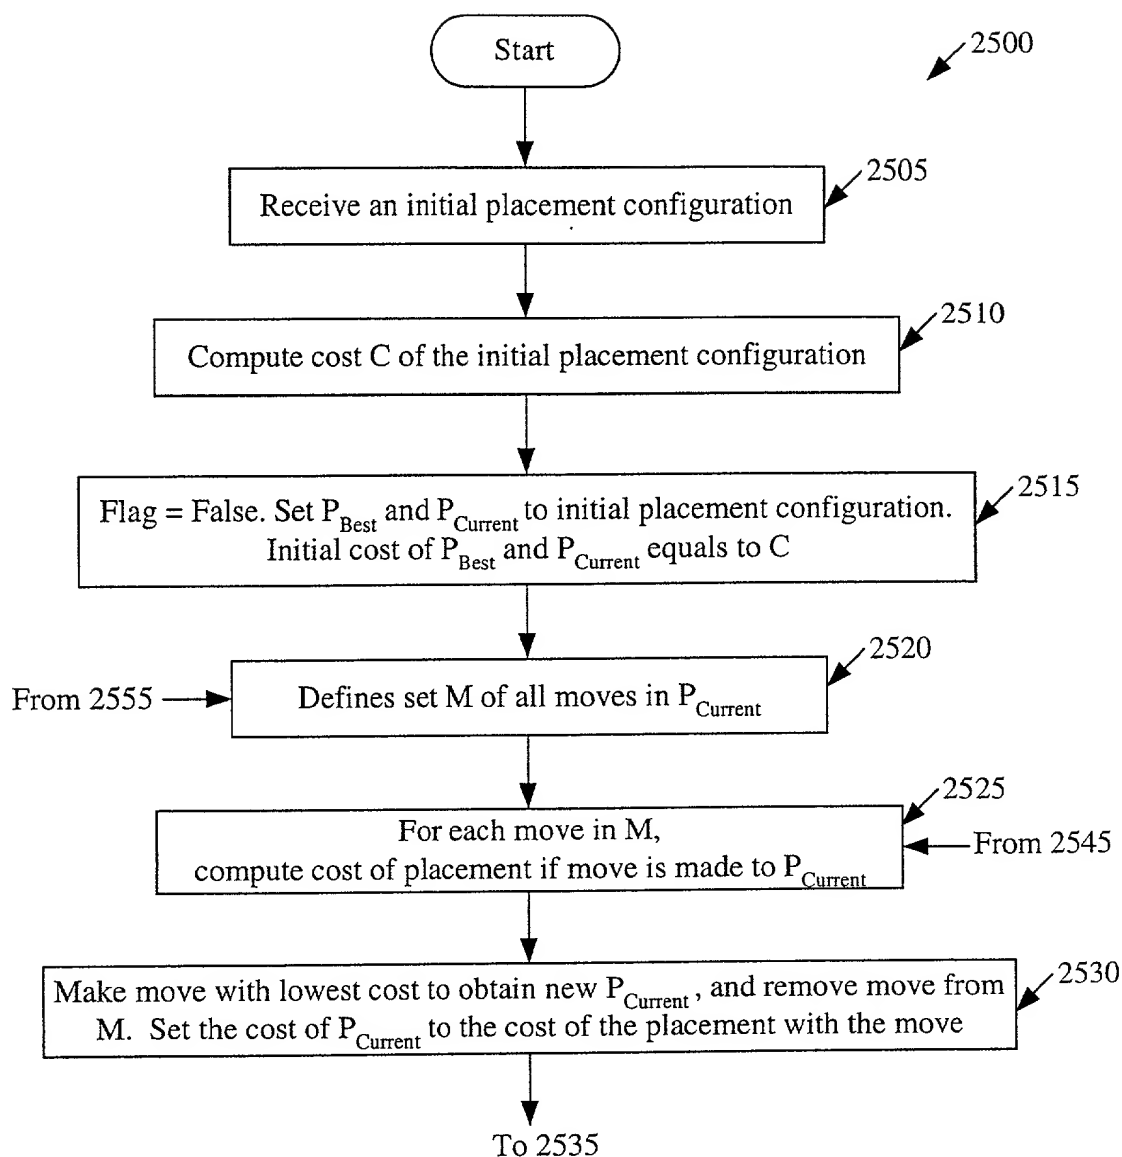 Start
2500
2505
Receive an initial placement configuration
2510
Compute cost C of the initial placement configuration
2515
Flag = False. Set P_Best and P_Current to initial placement configuration.
Initial cost of P_Best and P_Current equals to C
2520
From 2555
Defines set M of all moves in P_Current
2525
For each move in M,
From 2545
compute cost of placement if move is made to P_Current
2530
Make move with lowest cost to obtain new P_Current, and remove move from
M. Set the cost of P_Current to the cost of the placement with the move
To 2535